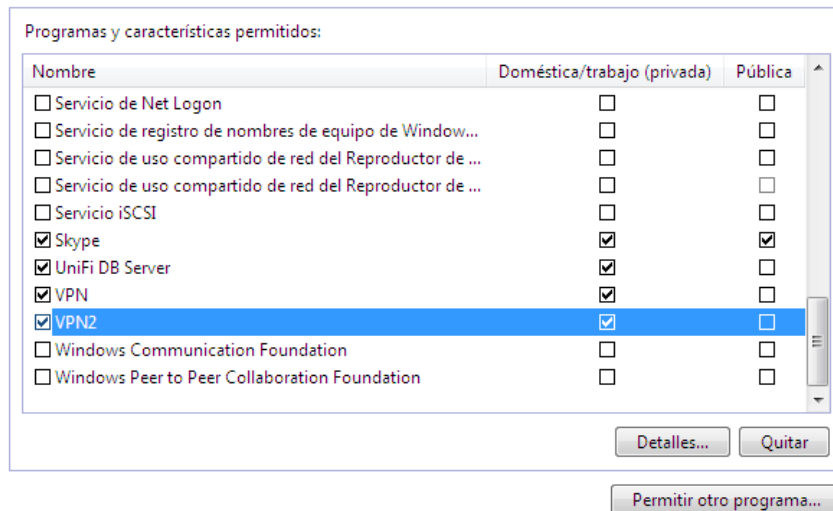 Programas y características permitidos:
Nombre Doméstica/trabajo (privada) Pública
Servicio de Net Logon
Servicio de registro de nombres de equipo de Window...
Servicio de uso compartido de red del Reproductor de ...
Servicio de uso compartido de red del Reproductor de ...
Servicio iSCSI
Skype
UniFi DB Server
VPN
VPN2
Windows Communication Foundation
Windows Peer to Peer Collaboration Foundation
Detalles... Quitar
Permitir otro programa...